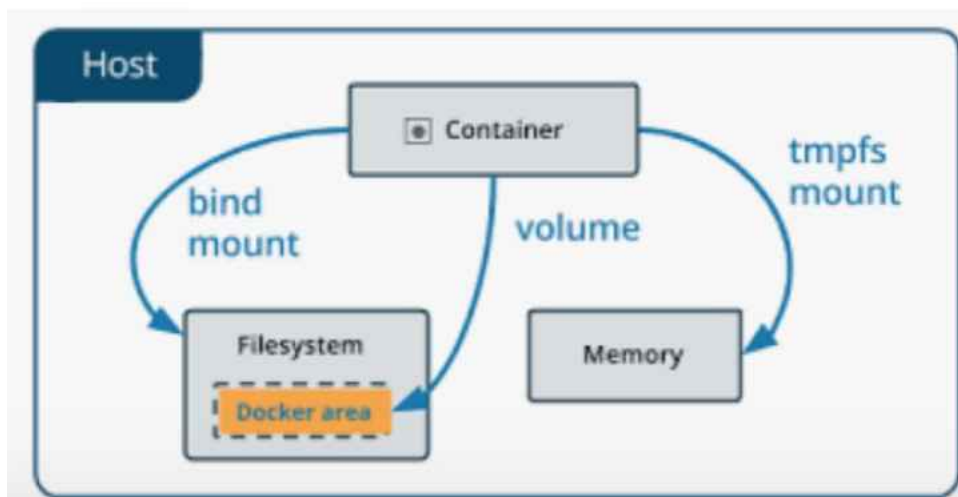 Host
Container
bind
mount
volume
tmpfs
mount
Filesystem
Docker area
Memory